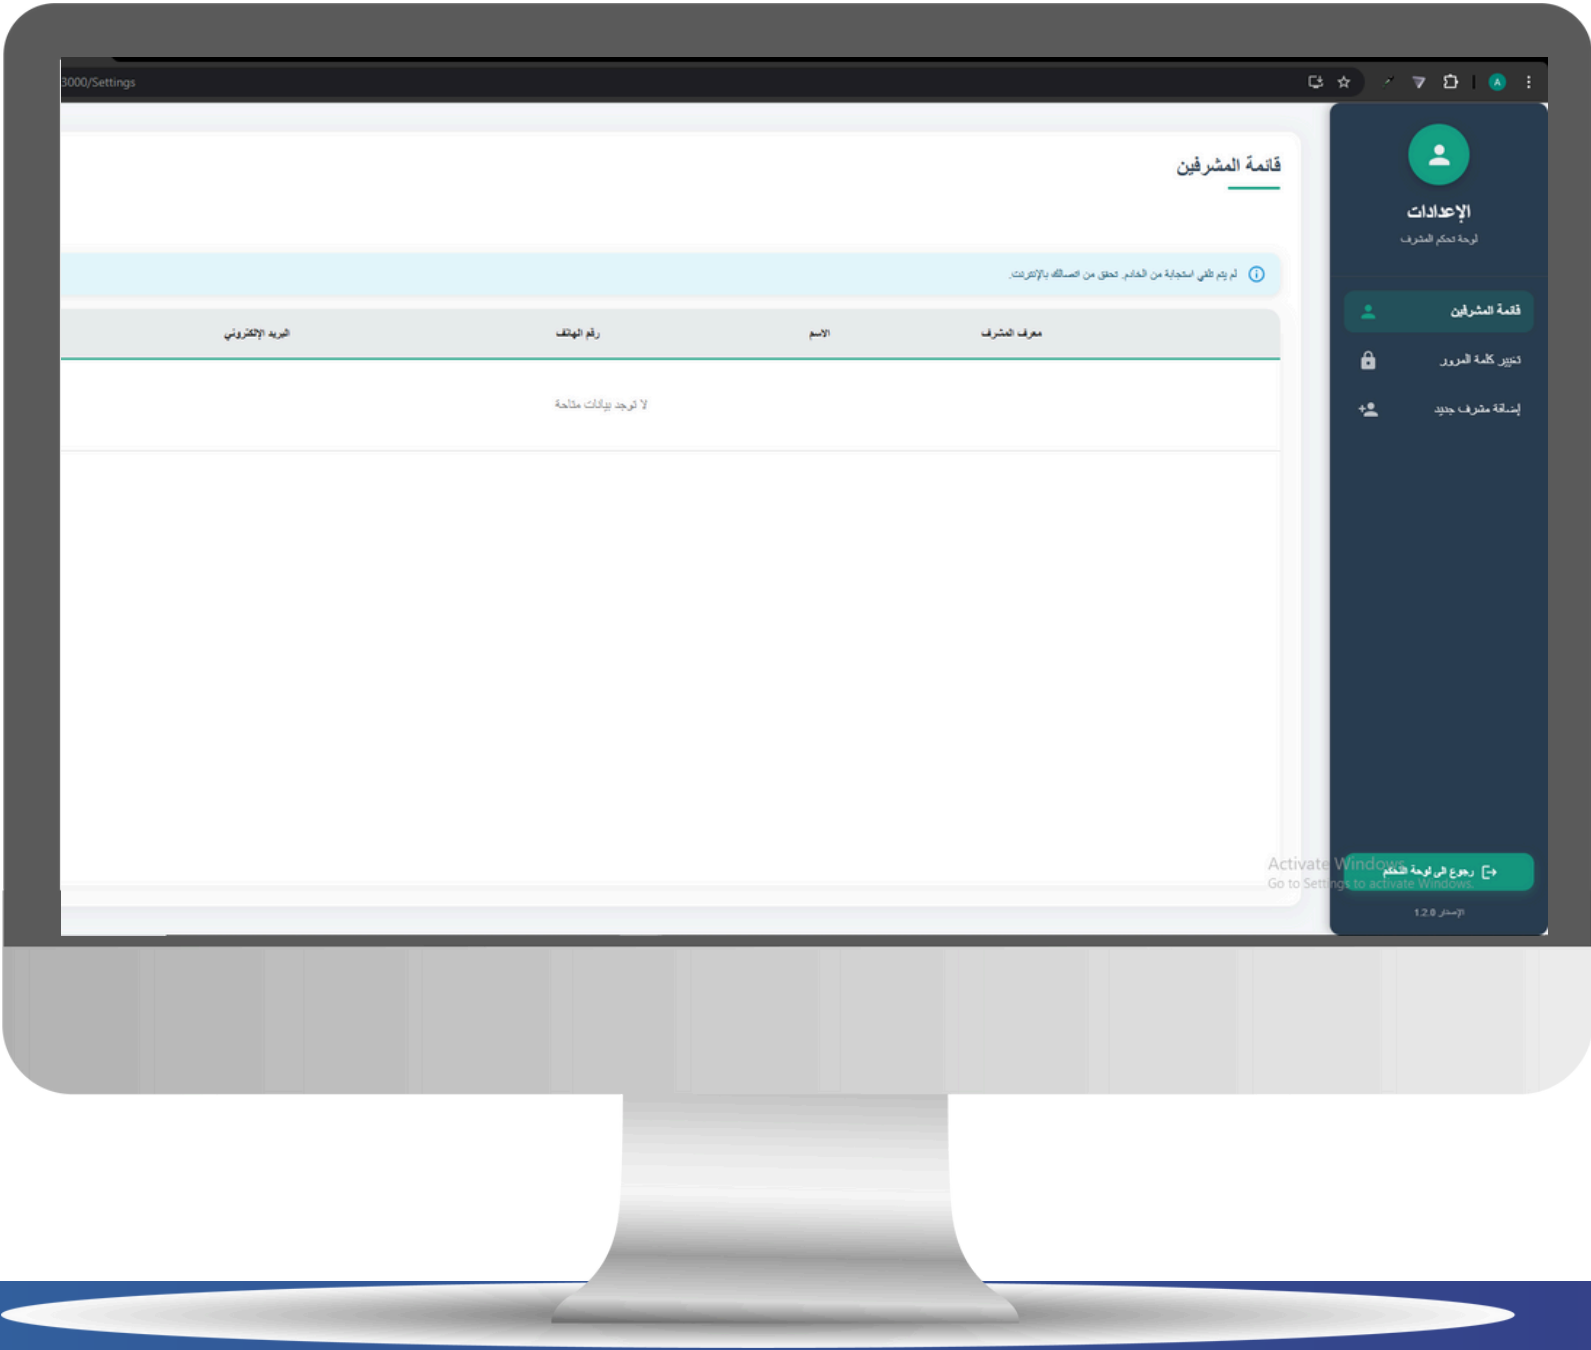 3000/Settings
A
الإعدادات
لوحة تحكم المشرف
قائمة المشرفين
تغيير كلمة المرور
إضافة مشرف جديد
رجوع الى لوحة التحكم
الإصدار 1.2.0
قائمة المشرفين
لم يتم تلقي استجابة من الخادم. تحقق من اتصالك بالإنترنت.
معرف المشرف الاسم رقم الهاتف البريد الإلكتروني
لا توجد بيانات متاحة
Activate Windows
Go to Settings to activate Windows.